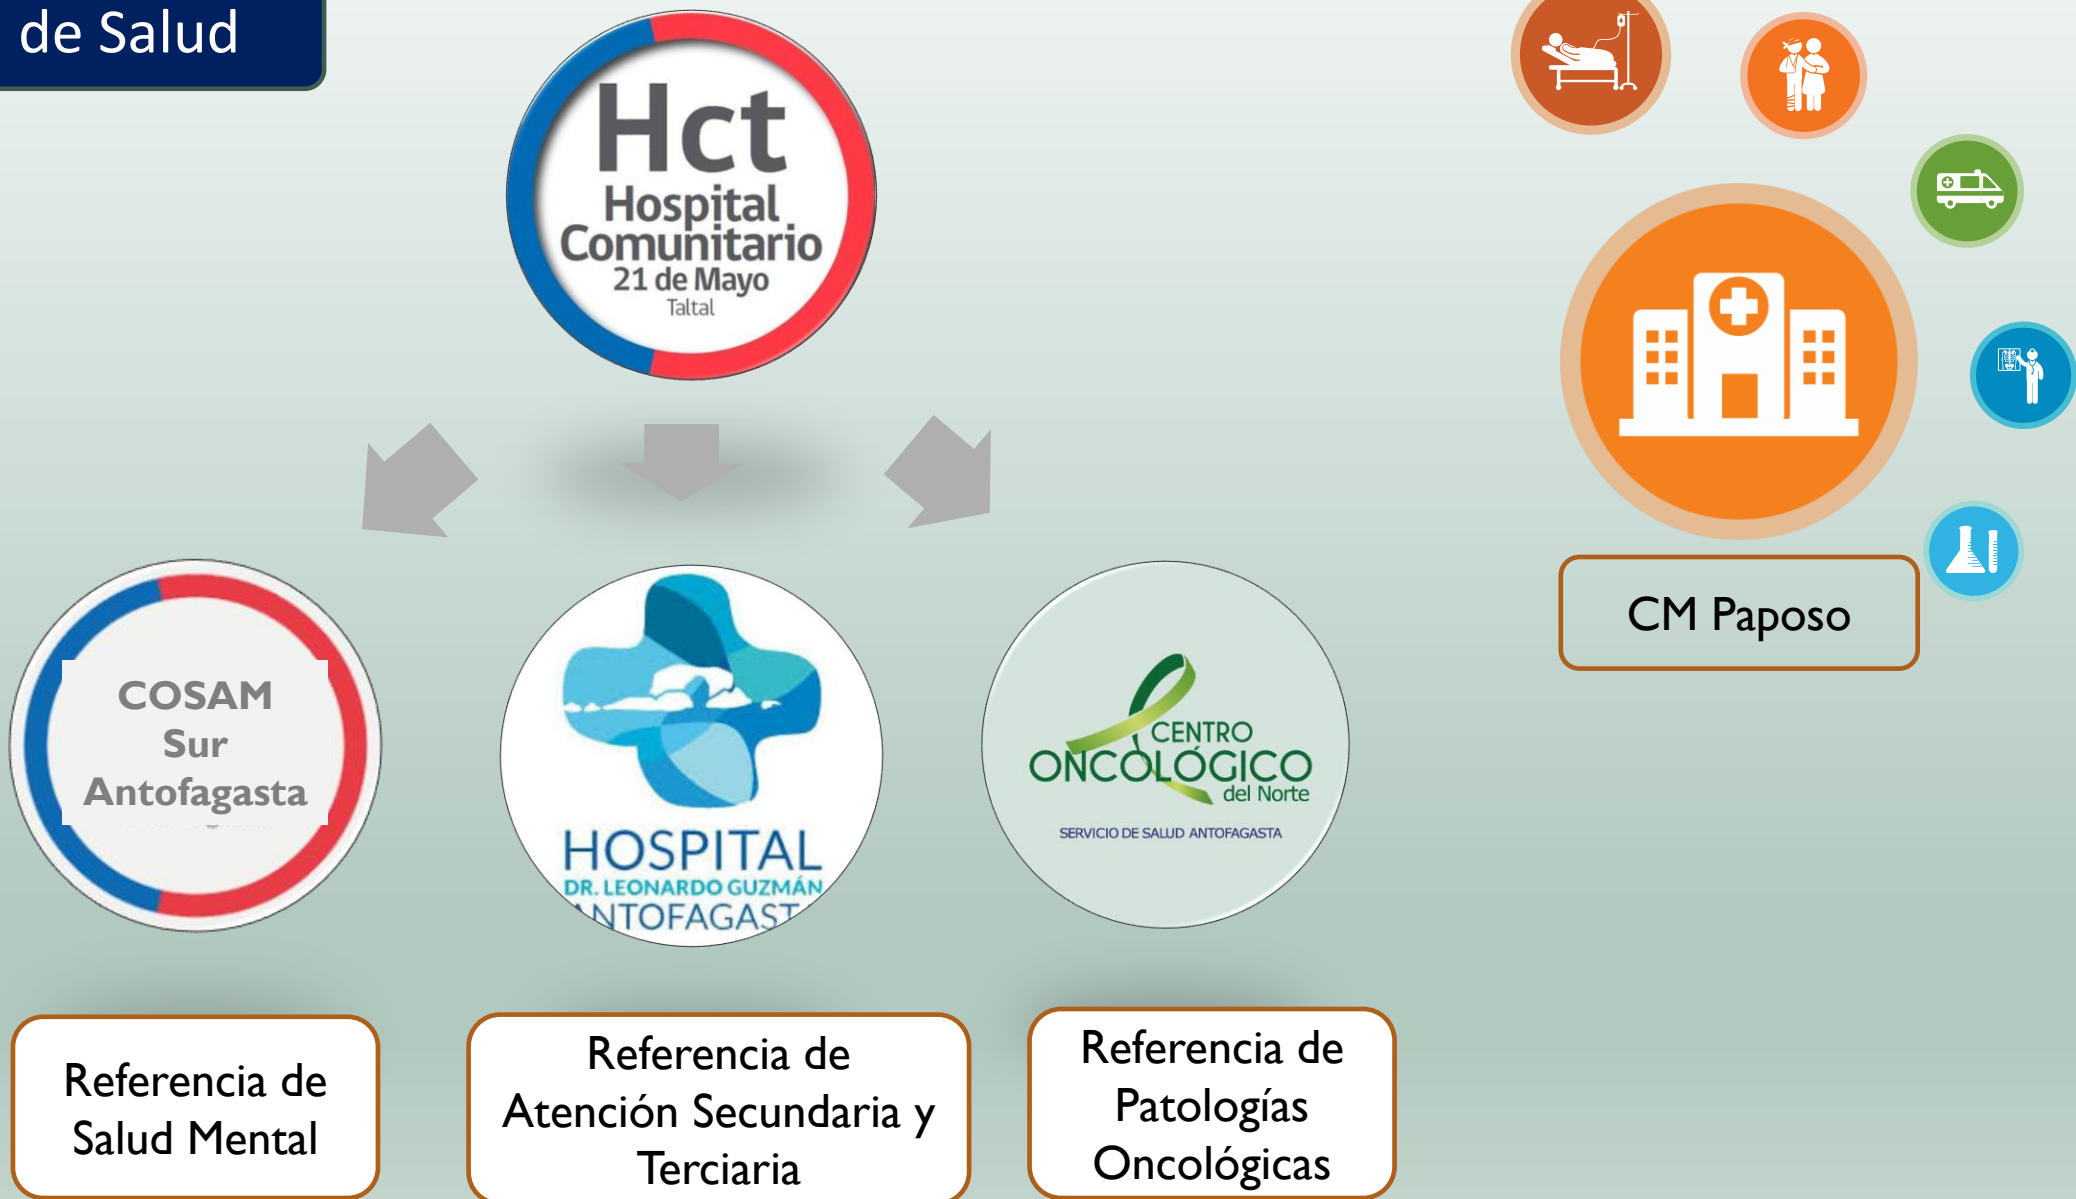 de Salud
Hct
Hospital
Comunitario
21 de Mayo
Taltal
CM Paposo
COSAM
Sur
Antofagasta
HOSPITAL
DR. LEONARDO GUZMÁN
ANTOFAGASTA
CENTRO
ONCOLÓGICO
del Norte
SERVICIO DE SALUD ANTOFAGASTA
Referencia de
Salud Mental
Referencia de
Atención Secundaria y
Terciaria
Referencia de
Patologías
Oncológicas